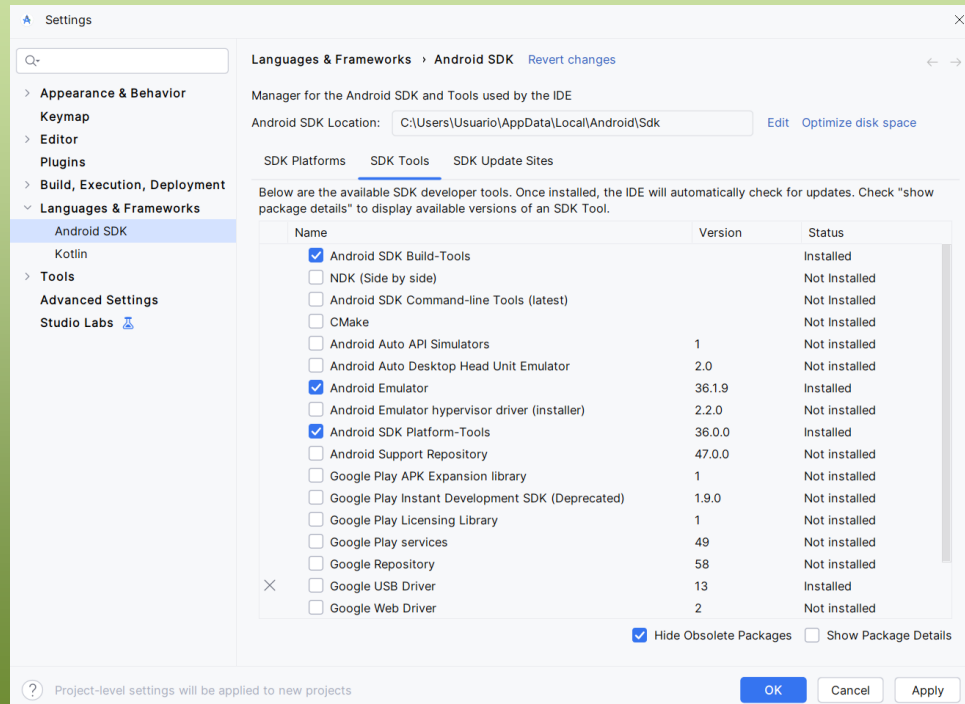 Settings
Languages & Frameworks › Android SDK Revert changes
Appearance & Behavior
Keymap
Editor
Plugins
Build, Execution, Deployment
Languages & Frameworks
Android SDK
Kotlin
Tools
Advanced Settings
Studio Labs
Manager for the Android SDK and Tools used by the IDE
Android SDK Location: C:\Users\Usuario\AppData\Local\Android\Sdk Edit Optimize disk space
SDK Platforms SDK Tools SDK Update Sites
Below are the available SDK developer tools. Once installed, the IDE will automatically check for updates. Check "show
package details" to display available versions of an SDK Tool.
Name Version Status
Android SDK Build-Tools Installed
NDK (Side by side) Not Installed
Android SDK Command-line Tools (latest) Not Installed
CMake Not Installed
Android Auto API Simulators 1 Not installed
Android Auto Desktop Head Unit Emulator 2.0 Not installed
Android Emulator 36.1.9 Installed
Android Emulator hypervisor driver (installer) 2.2.0 Not installed
Android SDK Platform-Tools 36.0.0 Installed
Android Support Repository 47.0.0 Not installed
Google Play APK Expansion library 1 Not installed
Google Play Instant Development SDK (Deprecated) 1.9.0 Not installed
Google Play Licensing Library 1 Not installed
Google Play services 49 Not installed
Google Repository 58 Not installed
Google USB Driver 13 Installed
Google Web Driver 2 Not installed
Hide Obsolete Packages Show Package Details
? Project-level settings will be applied to new projects
OK Cancel Apply